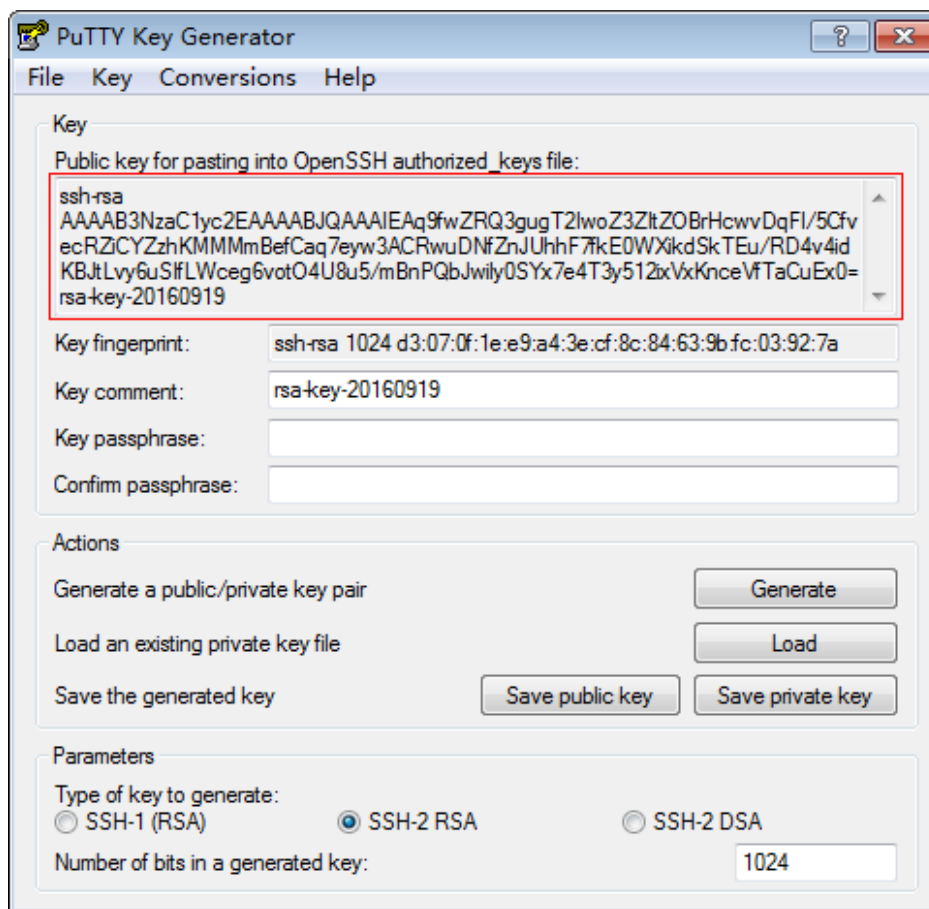 PuTTY Key Generator
File Key Conversions Help
Key
Public key for pasting into OpenSSH authorized_keys file:
ssh-rsa
AAAAB3NzaC1yc2EAAAABJQAAAIEAq9fwZRQ3gugT2IwoZ3ZItZOBrHcwvDqFI/5Cfv
ecRZiCYZzhKMMMmBefCaq7eyw3ACRwuDNfZnJUhhF7fkE0WXikdSkTEu/RD4v4id
KBJtLvy6uSIfLWceg6votO4U8u5/mBnPQbJwily0SYx7e4T3y512ixVxKnceVfTaCuEx0=
rsa-key-20160919
Key fingerprint: ssh-rsa 1024 d3:07:0f:1e:e9:a4:3e:cf:8c:84:63:9b:fc:03:92:7a
Key comment: rsa-key-20160919
Key passphrase:
Confirm passphrase:
Actions
Generate a public/private key pair Generate
Load an existing private key file Load
Save the generated key Save public key Save private key
Parameters
Type of key to generate:
SSH-1 (RSA) SSH-2 RSA SSH-2 DSA
Number of bits in a generated key: 1024